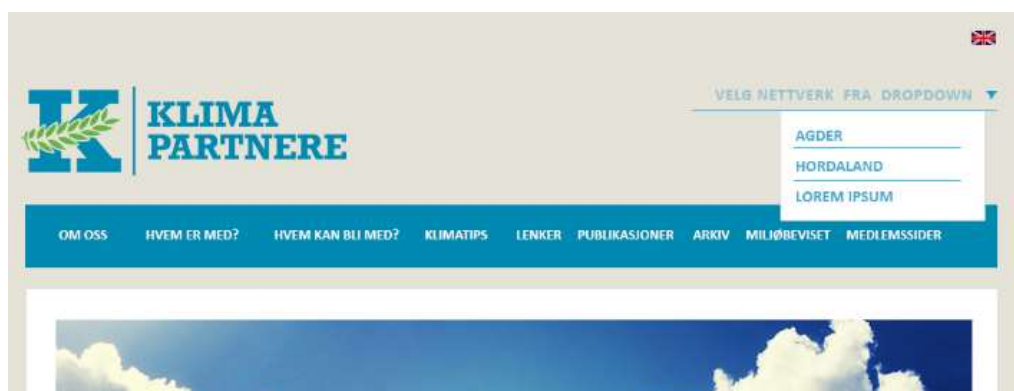 VELG NETTVERK FRA DROPDOWN
K
KLIMA
PARTNERE
AGDER
HORDALAND
LOREM IPSUM
OM OSS HVEM ER MED? HVEM KAN BLI MED? KLIMATIPS LENKER PUBLIKASJONER ARKIV MILJØBEVISET MEDLEMSSIDER